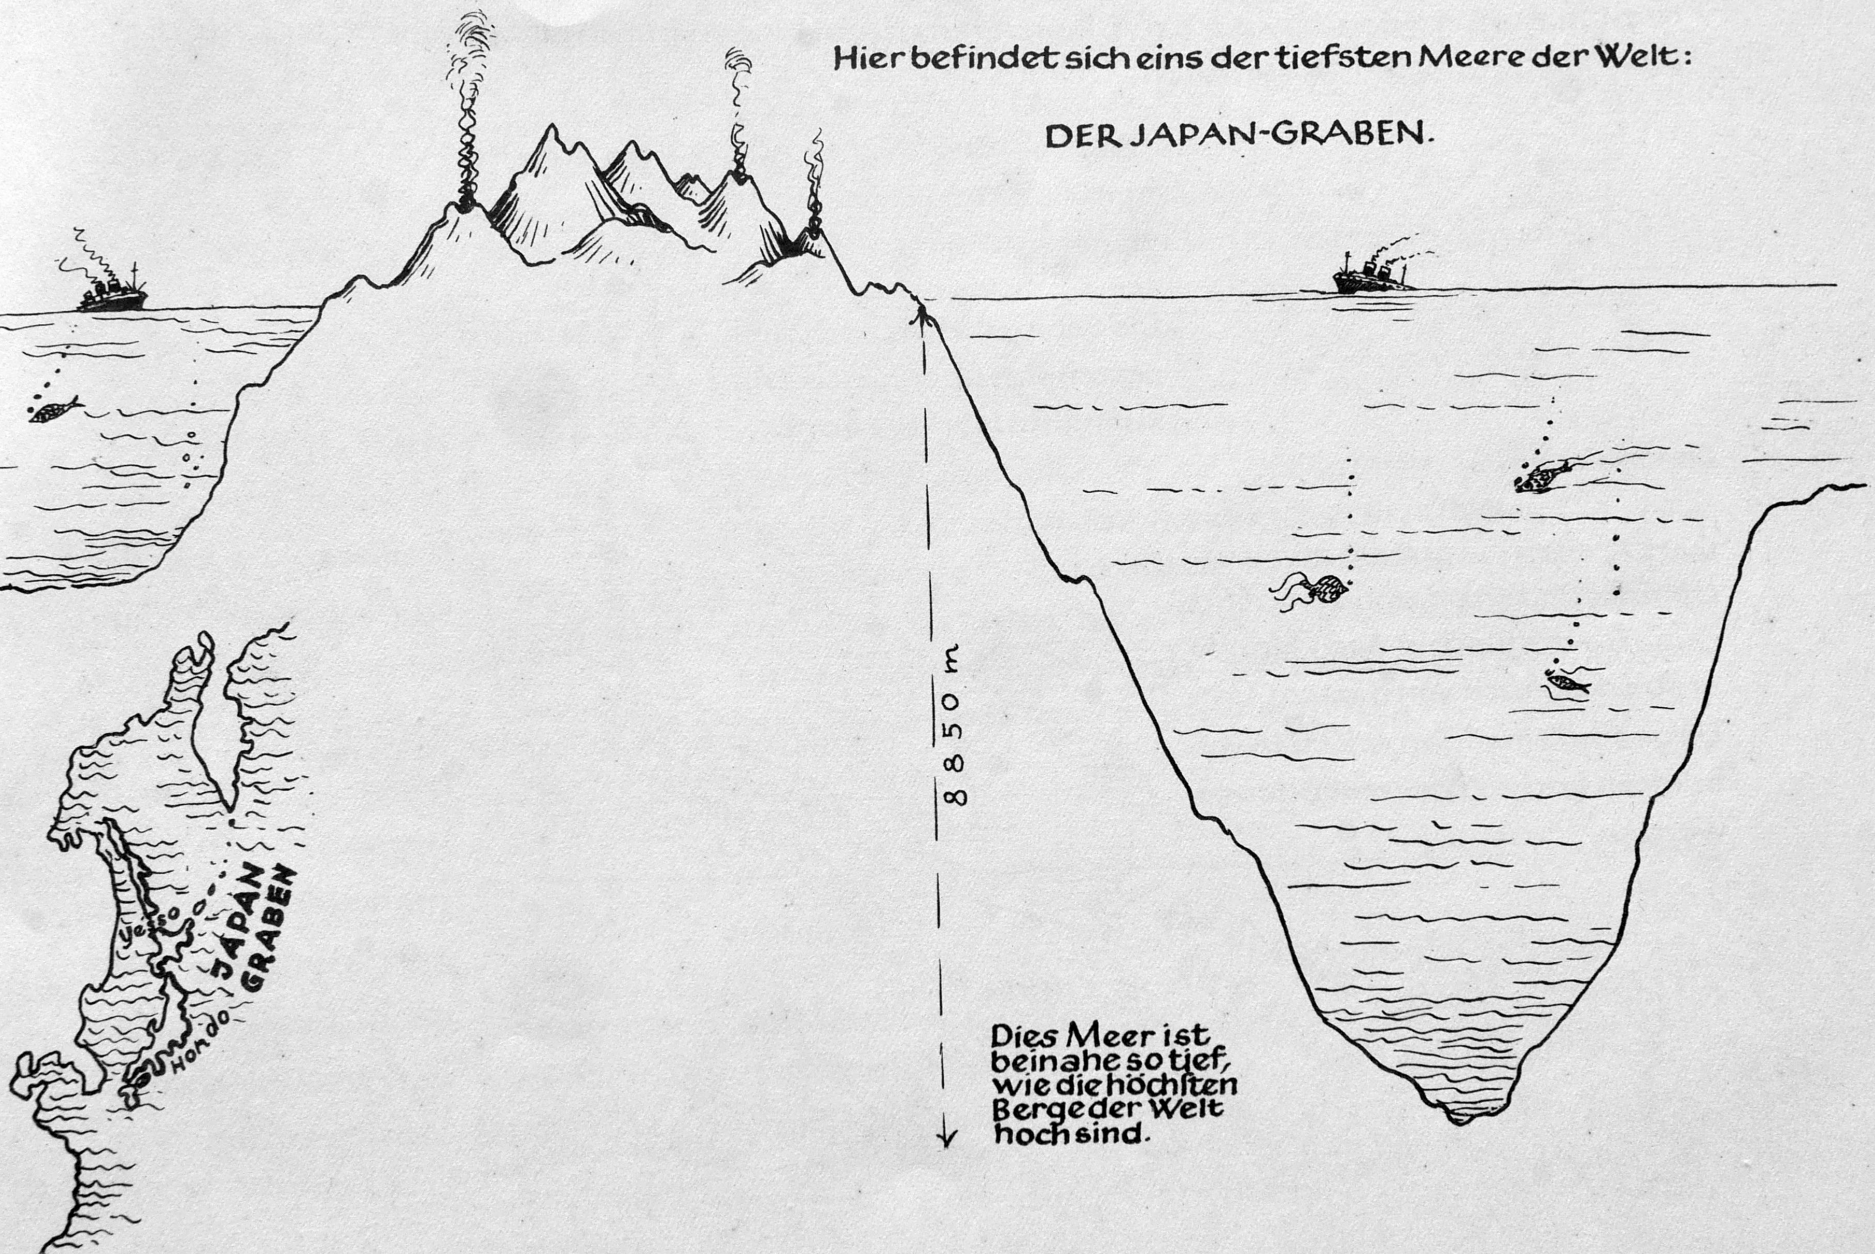 Hier befindet sich eins der tiefsten Meere der Welt:
DER JAPAN-GRABEN.
8850 m
Dies Meer ist
beinahe so tief,
wie die höchſten
Berge der Welt
hoch sind.
JAPAN
GRABEN
Hondo